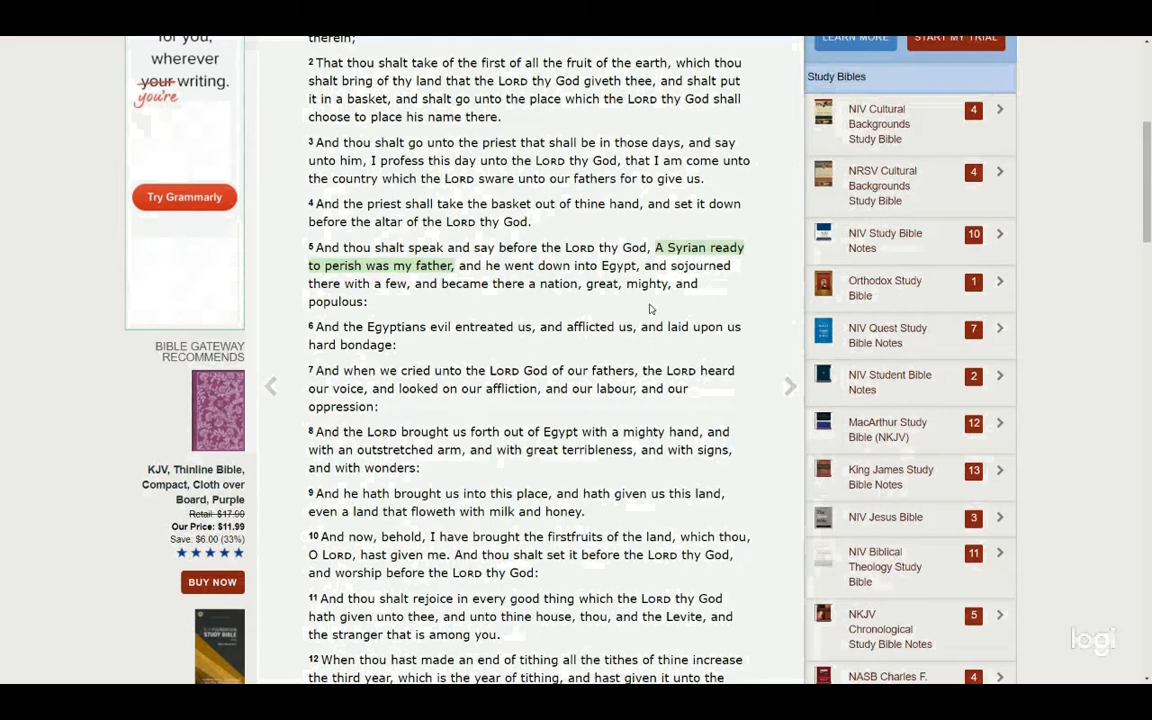 for you,
wherever
your writing.
you're
Try Grammarly
BIBLE GATEWAY
RECOMMENDS
KJV, Thinline Bible,
Compact, Cloth over
Board, Purple
Retail: $17.99
Our Price: $11.99
Save: $6.00 (33%)
BUY NOW
STUDY BIBLE
therein;
2 That thou shalt take of the first of all the fruit of the earth, which thou
shalt bring of thy land that the LORD thy God giveth thee, and shalt put
it in a basket, and shalt go unto the place which the LORD thy God shall
choose to place his name there.
3 And thou shalt go unto the priest that shall be in those days, and say
unto him, I profess this day unto the LORD thy God, that I am come unto
the country which the LORD sware unto our fathers for to give us.
4 And the priest shall take the basket out of thine hand, and set it down
before the altar of the LORD thy God.
5 And thou shalt speak and say before the LORD thy God, A Syrian ready
to perish was my father, and he went down into Egypt, and sojourned
there with a few, and became there a nation, great, mighty, and
populous:
6 And the Egyptians evil entreated us, and afflicted us, and laid upon us
hard bondage:
7 And when we cried unto the LORD God of our fathers, the LORD heard
our voice, and looked on our affliction, and our labour, and our
oppression:
8 And the LORD brought us forth out of Egypt with a mighty hand, and
with an outstretched arm, and with great terribleness, and with signs,
and with wonders:
9 And he hath brought us into this place, and hath given us this land,
even a land that floweth with milk and honey.
10 And now, behold, I have brought the firstfruits of the land, which thou,
O LORD, hast given me. And thou shalt set it before the LORD thy God,
and worship before the LORD thy God:
11 And thou shalt rejoice in every good thing which the LORD thy God
hath given unto thee, and unto thine house, thou, and the Levite, and
the stranger that is among you.
12 When thou hast made an end of tithing all the tithes of thine increase
the third year, which is the year of tithing, and hast given it unto the
LEARN MORE START MY TRIAL
Study Bibles
NIV Cultural
Backgrounds
Study Bible
4
NRSV Cultural
Backgrounds
Study Bible
4
NIV Study Bible
Notes
10
Orthodox Study
Bible
1
NIV Quest Study
Bible Notes
7
NIV Student Bible
Notes
2
MacArthur Study
Bible (NKJV)
12
King James Study
Bible Notes
13
NIV Jesus Bible
3
NIV Biblical
Theology Study
Bible
11
NKJV
Chronological
Study Bible Notes
5
NASB Charles F.
4
logi